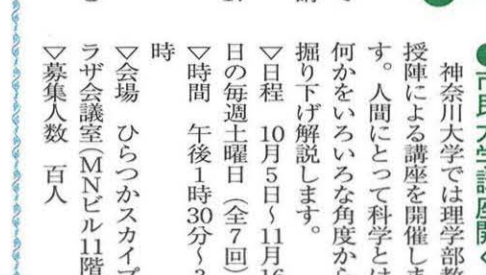 ●市民大学講座開く
神奈川大学では理学部教
授陣による講座を開催しま
す。人間にとって科学とは
何かをいろいろな角度から
掘り下げ解説します。
▽日程 10月5日〜11月16
日の毎週土曜日（全7回）
▽時間 午後1時30分〜3
時
▽会場 ひらつかスカイプ
ラザ会議室（MNビル11階
▽募集人数 百人